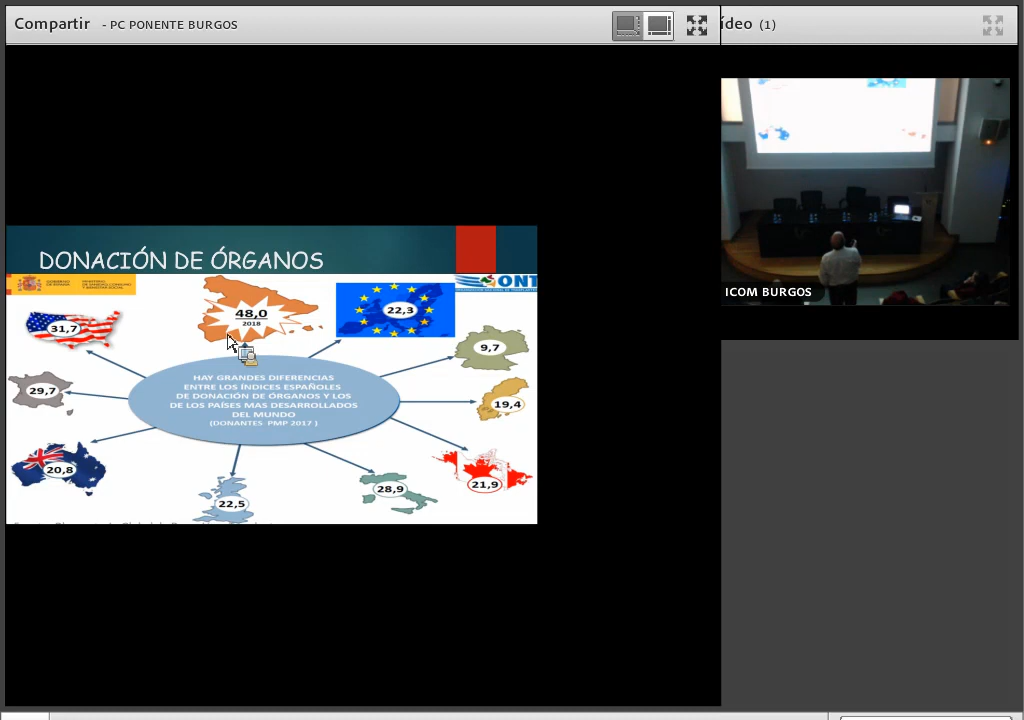 Compartir - PC PONENTE BURGOS
ídeo (1)
DONACIÓN DE ÓRGANOS
ONT
48,0
2018
22,3
31,7
9,7
29,7
HAY GRANDES DIFERENCIAS
ENTRE LOS ÍNDICES ESPAÑOLES
DE DONACIÓN DE ÓRGANOS Y LOS
DE LOS PAÍSES MAS DESARROLLADOS
DEL MUNDO
(DONANTES PMP 2017 )
19,4
20,8
22,5
28,9
21,9
ICOM BURGOS